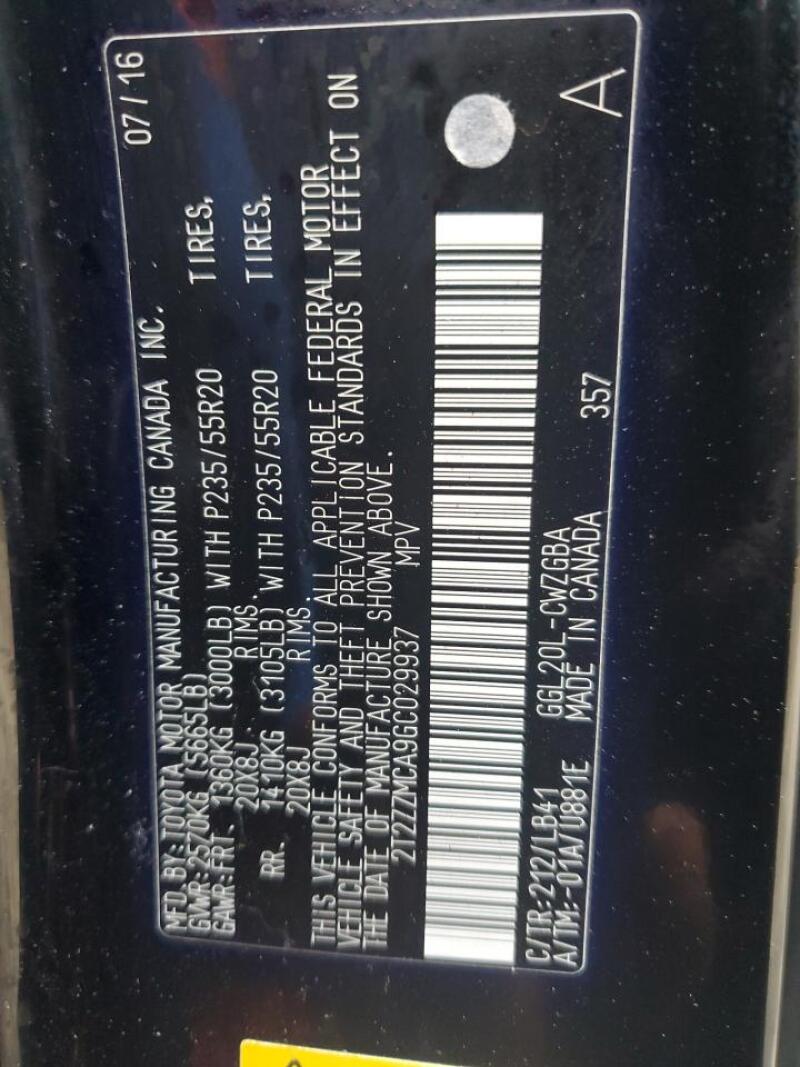 MFD. BY: TOYOTA MOTOR MANUFACTURING CANADA INC. 07/16
GVWR: 2570KG (5665LB)
GAWR: FRT. 1360KG (3000LB) WITH P235/55R20 TIRES,
20X8J RIMS.
RR. 1410KG (3105LB) WITH P235/55R20 TIRES,
20X8J RIMS.
THIS VEHICLE CONFORMS TO ALL APPLICABLE FEDERAL MOTOR
VEHICLE SAFETY AND THEFT PREVENTION STANDARDS IN EFFECT ON
THE DATE OF MANUFACTURE SHOWN ABOVE.
2T2ZZMCA9GC029937 MPV
C/TR: 212/LB41 GGL20L-CWZGBA
A/TM:-01A/U881E MADE IN CANADA 357 A